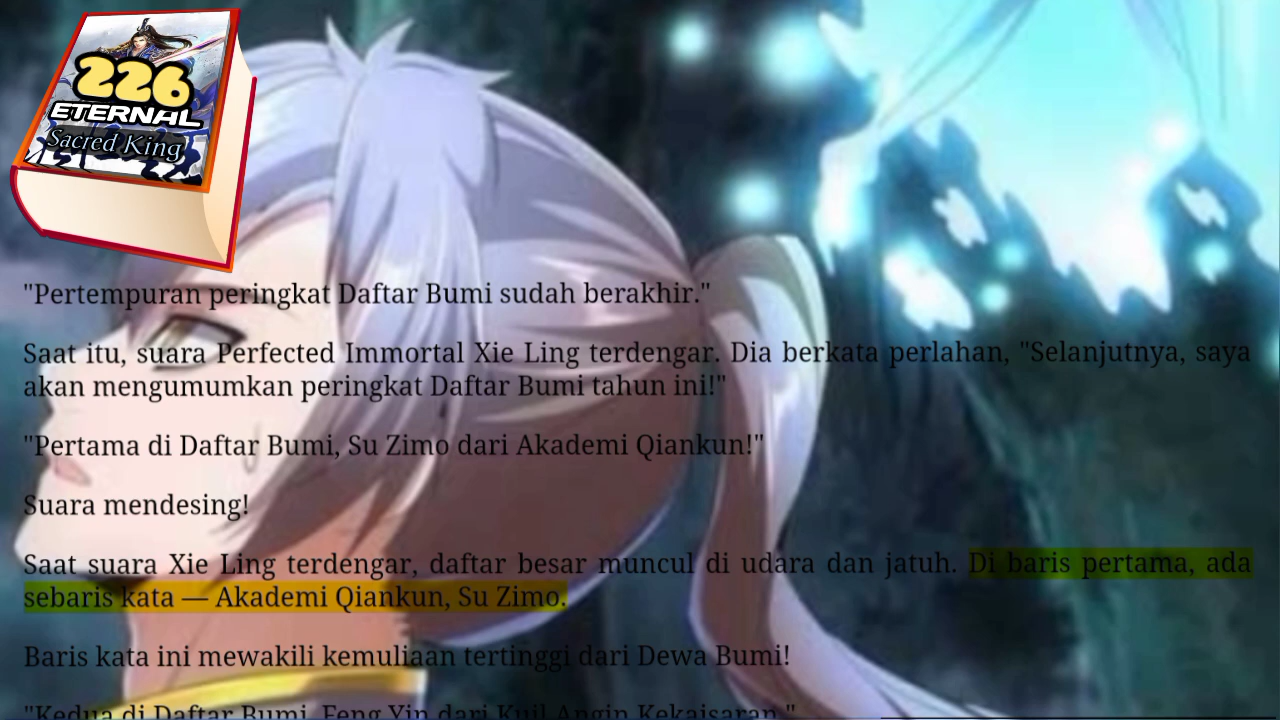 226
ETERNAL
Sacred King
"Pertempuran peringkat Daftar Bumi sudah berakhir."
Saat itu, suara Perfected Immortal Xie Ling terdengar. Dia berkata perlahan, "Selanjutnya, saya
akan mengumumkan peringkat Daftar Bumi tahun ini!"
"Pertama di Daftar Bumi, Su Zimo dari Akademi Qiankun!"
Suara mendesing!
Saat suara Xie Ling terdengar, daftar besar muncul di udara dan jatuh. Di baris pertama, ada
sebaris kata — Akademi Qiankun, Su Zimo.
Baris kata ini mewakili kemuliaan tertinggi dari Dewa Bumi!
"Kedua di Daftar Bumi, Feng Yin dari Kuil Angin Kekaisaran."